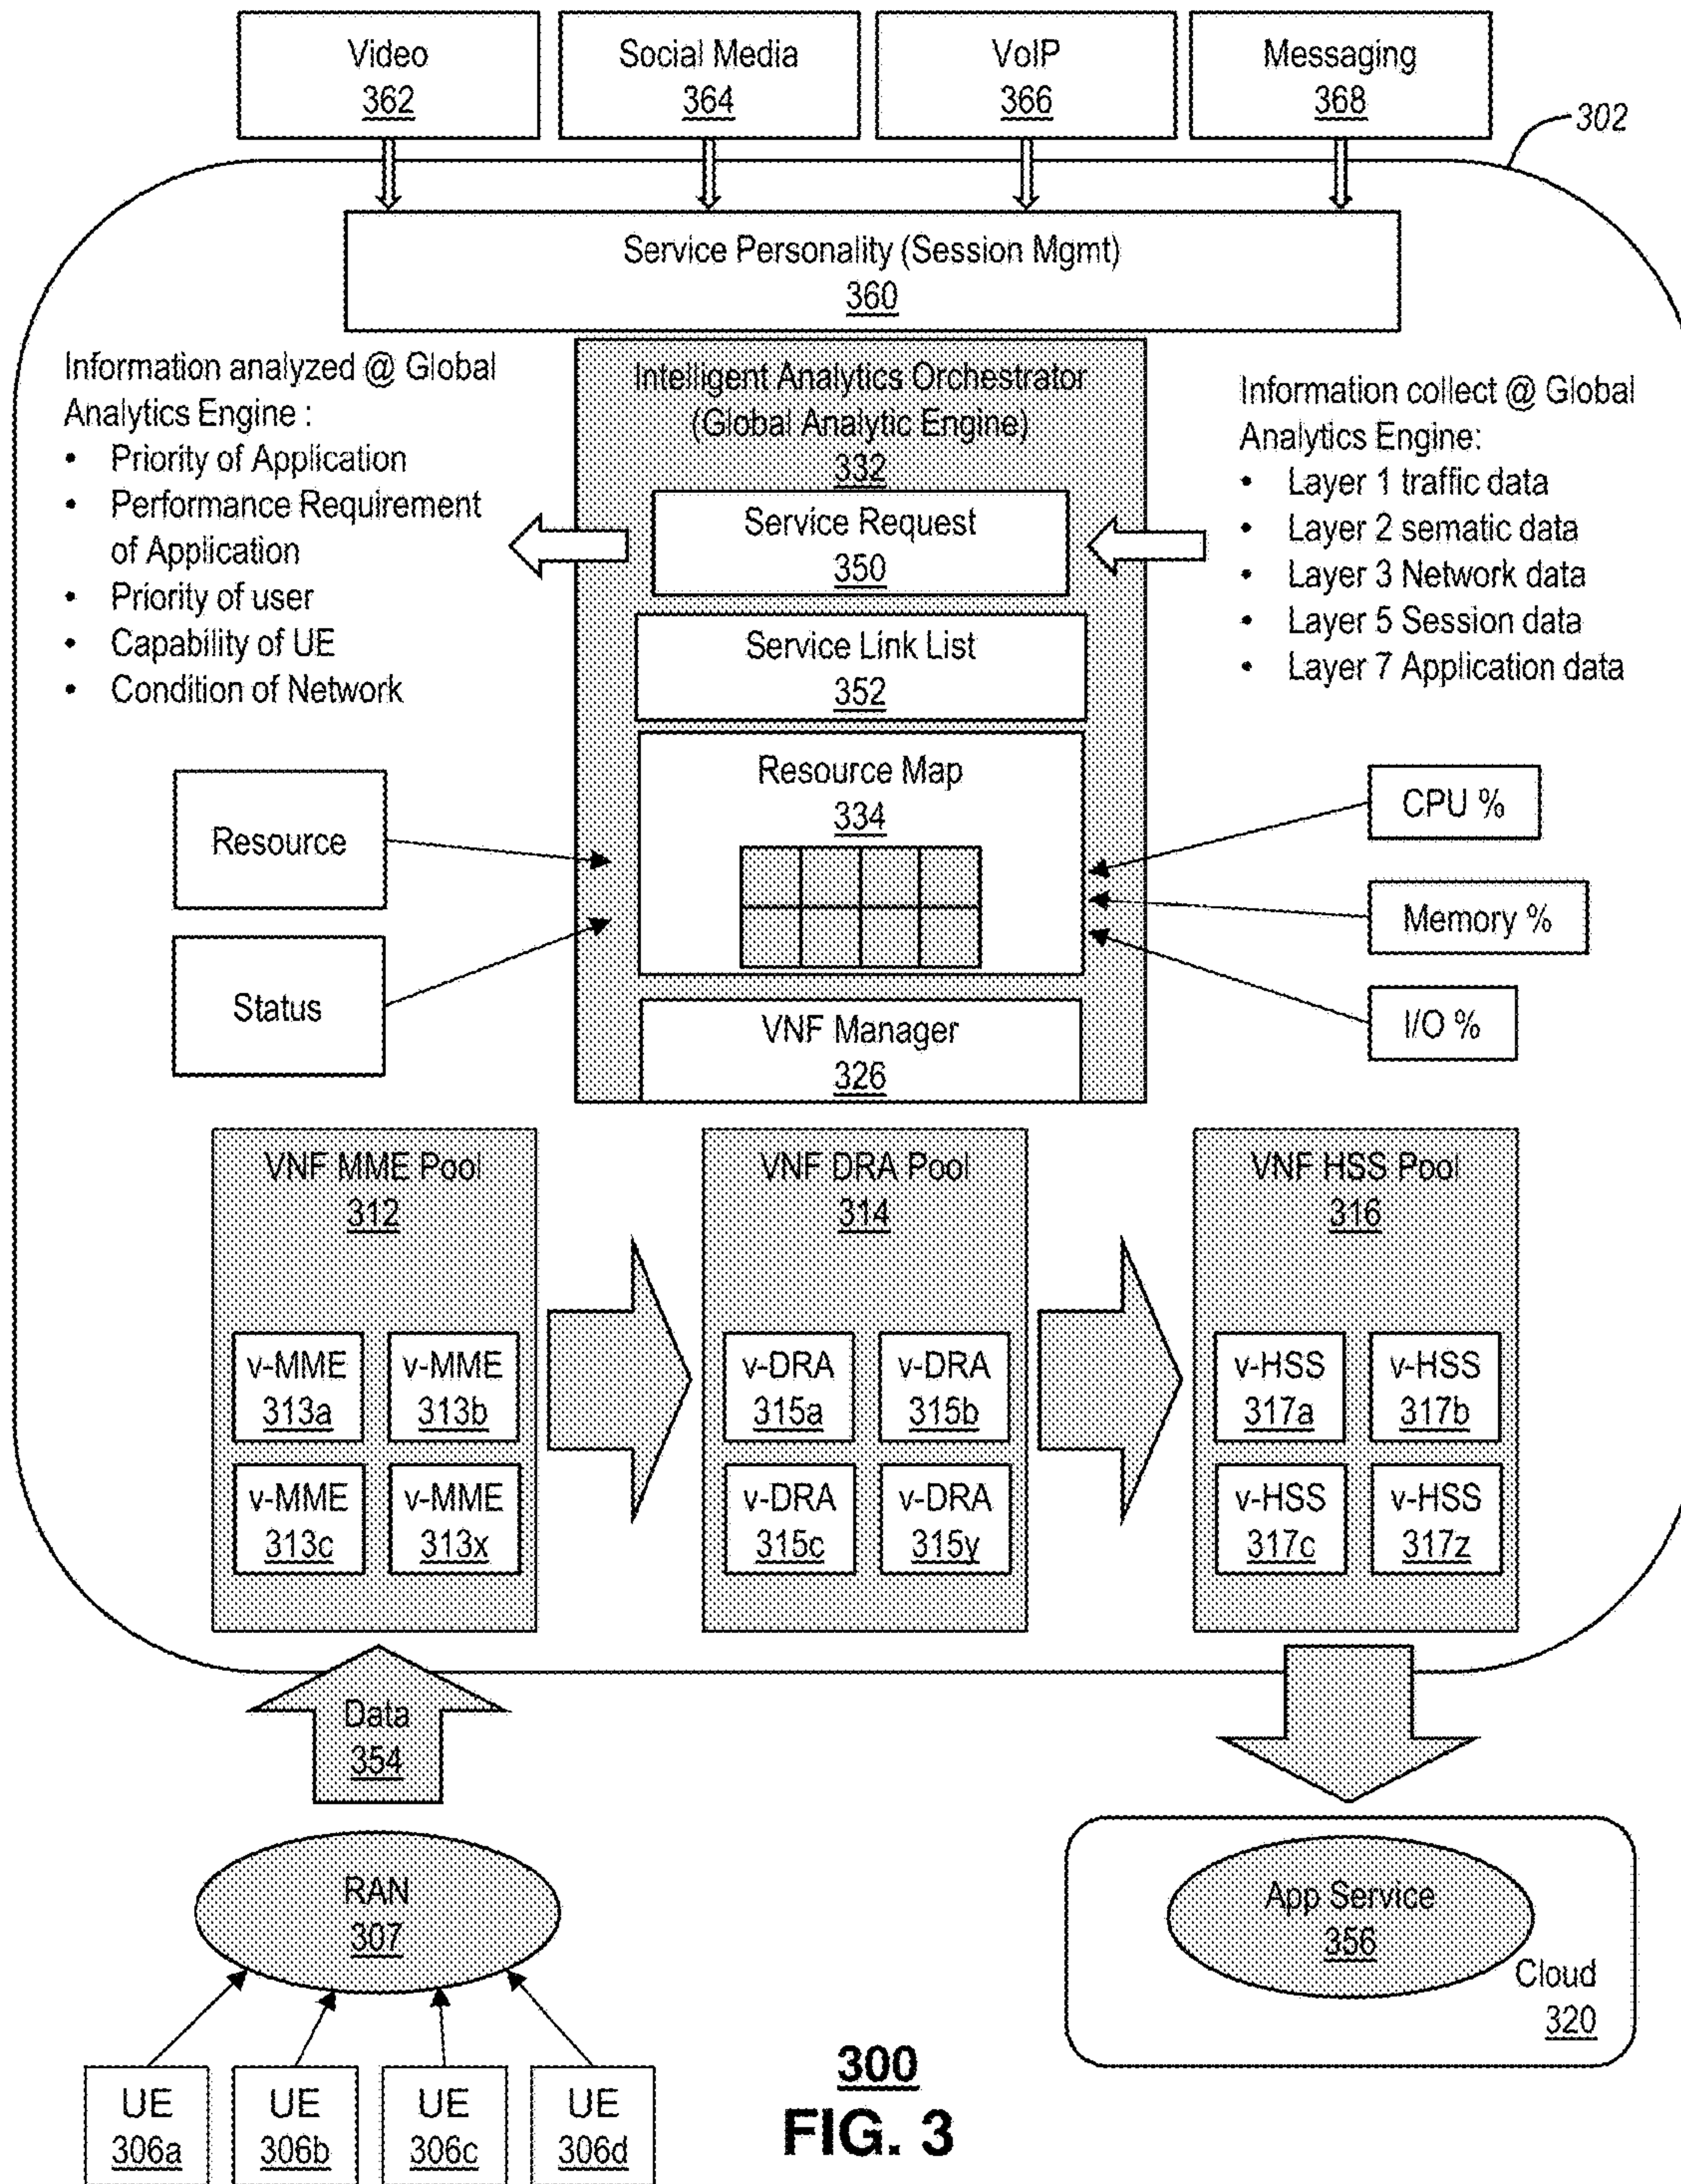 Video
362
Social Media
364
VoIP
366
Messaging
368
302
Service Personality (Session Mgmt)
360
Information analyzed @ Global
Analytics Engine :
• Priority of Application
• Performance Requirement
of Application
• Priority of user
• Capability of UE
• Condition of Network
Intelligent Analytics Orchestrator
(Global Analytic Engine)
332
Service Request
350
Service Link List
352
Resource Map
334
VNF Manager
326
Information collect @ Global
Analytics Engine:
• Layer 1 traffic data
• Layer 2 sematic data
• Layer 3 Network data
• Layer 5 Session data
• Layer 7 Application data
Resource
Status
CPU %
Memory %
I/O %
VNF MME Pool
312
v-MME
313a
v-MME
313b
v-MME
313c
v-MME
313x
VNF DRA Pool
314
v-DRA
315a
v-DRA
315b
v-DRA
315c
v-DRA
315y
VNF HSS Pool
316
v-HSS
317a
v-HSS
317b
v-HSS
317c
v-HSS
317z
Data
354
RAN
307
App Service
356
Cloud
320
UE
306a
UE
306b
UE
306c
UE
306d
300
FIG. 3